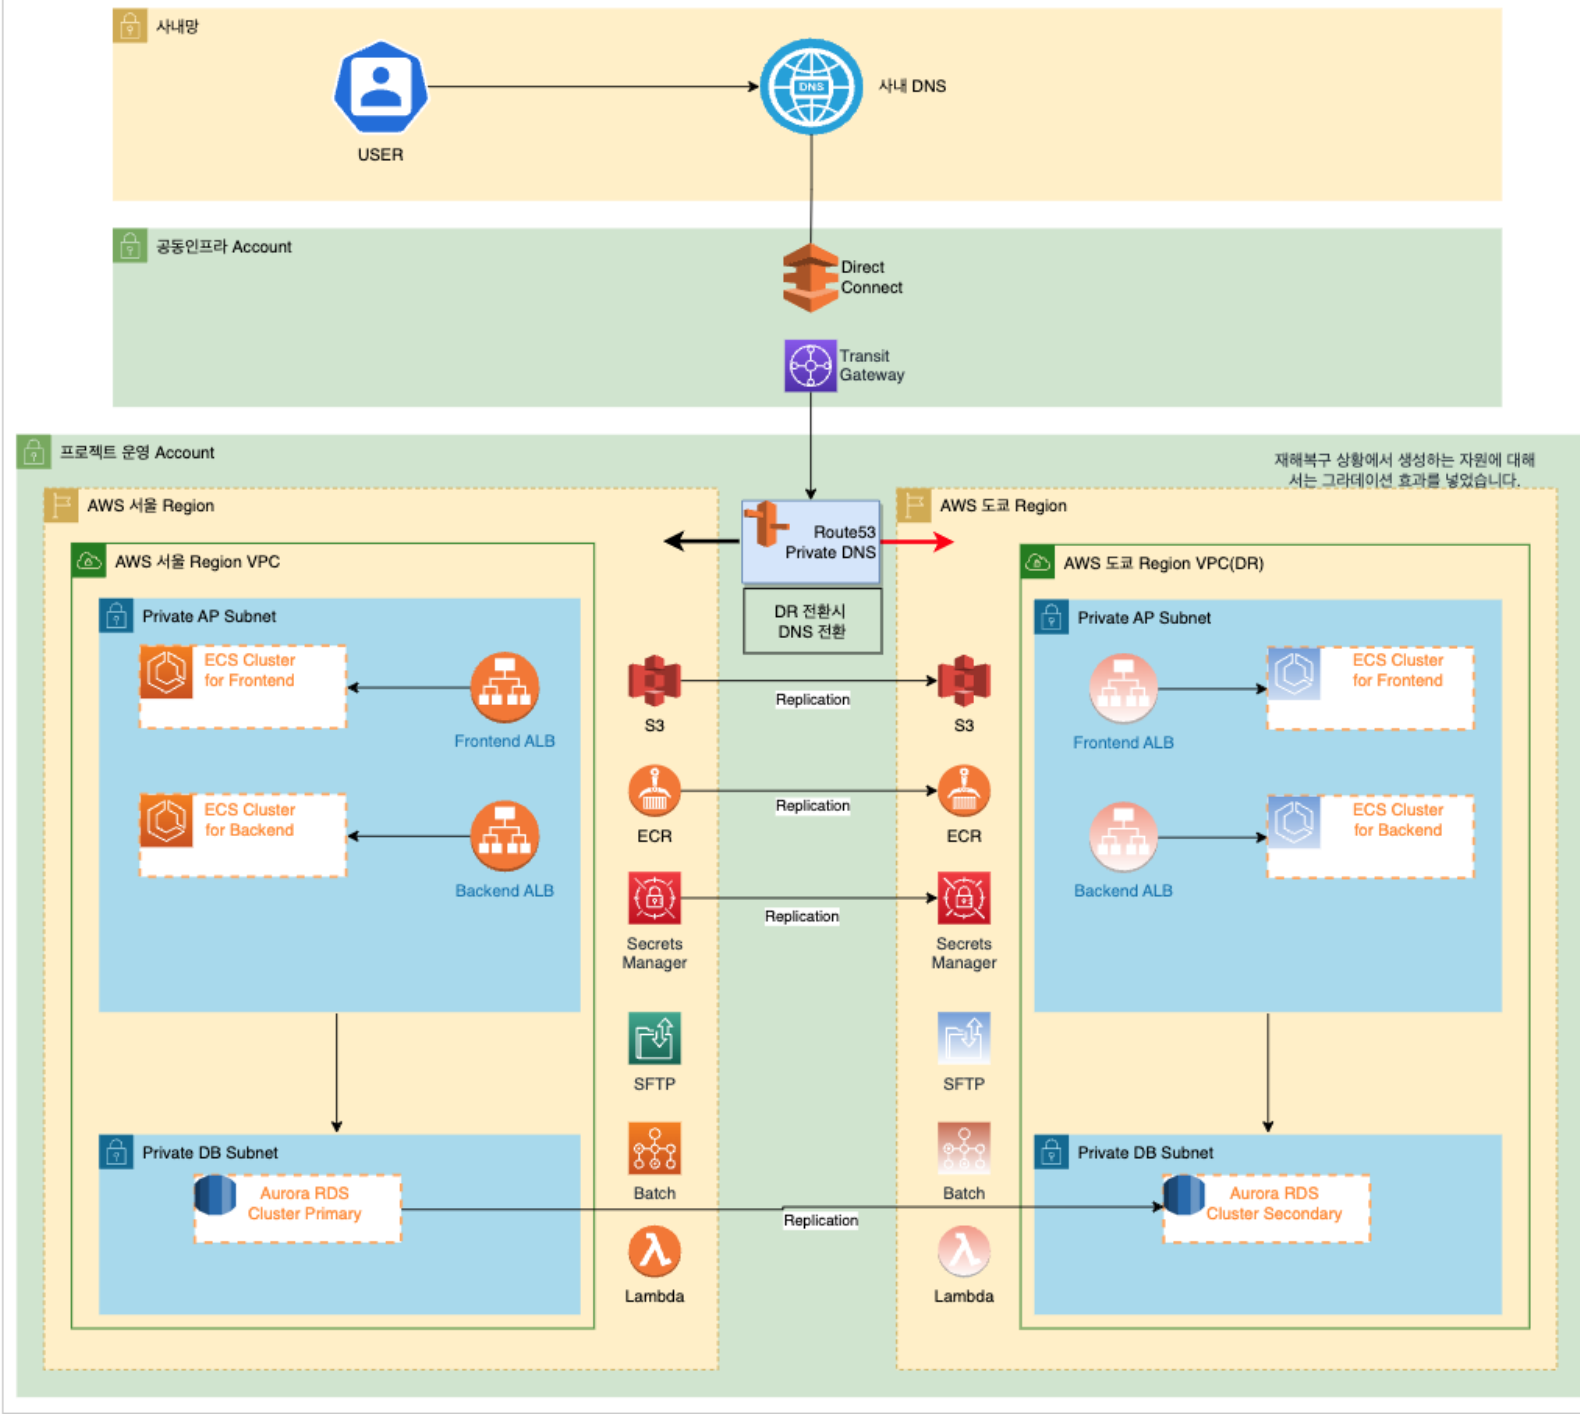 사내망
DNS
사내 DNS
USER
공동인프라 Account
Direct
Connect
Transit
Gateway
프로젝트 운영 Account
재해복구 상황에서 생성하는 자원에 대해
서는 그라데이션 효과를 넣었습니다.
AWS 서울 Region
Route53
Private DNS
AWS 도쿄 Region
AWS 서울 Region VPC
AWS 도쿄 Region VPC(DR)
DR 전환시
DNS 전환
Private AP Subnet
ECS Cluster
for Frontend
Frontend ALB
ECS Cluster
for Backend
Backend ALB
S3
Replication
S3
ECR
Replication
ECR
Secrets
Manager
Replication
Secrets
Manager
SFTP
SFTP
Batch
Batch
Lambda
Lambda
Private AP Subnet
Frontend ALB
ECS Cluster
for Frontend
Backend ALB
ECS Cluster
for Backend
Private DB Subnet
Aurora RDS
Cluster Primary
Replication
Private DB Subnet
Aurora RDS
Cluster Secondary